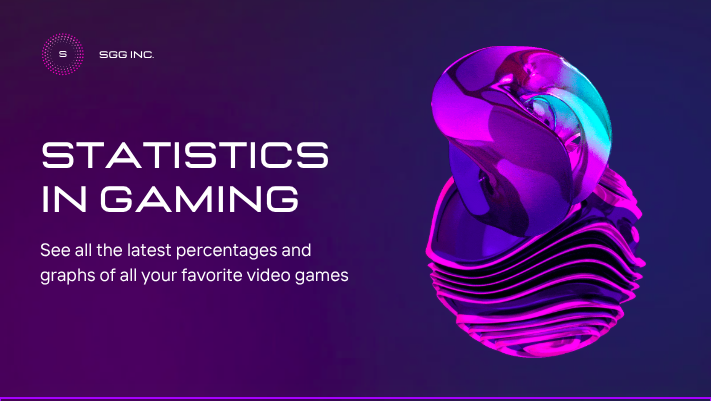 S
SGG INC.
STATISTICS
IN GAMING
See all the latest percentages and
graphs of all your favorite video games